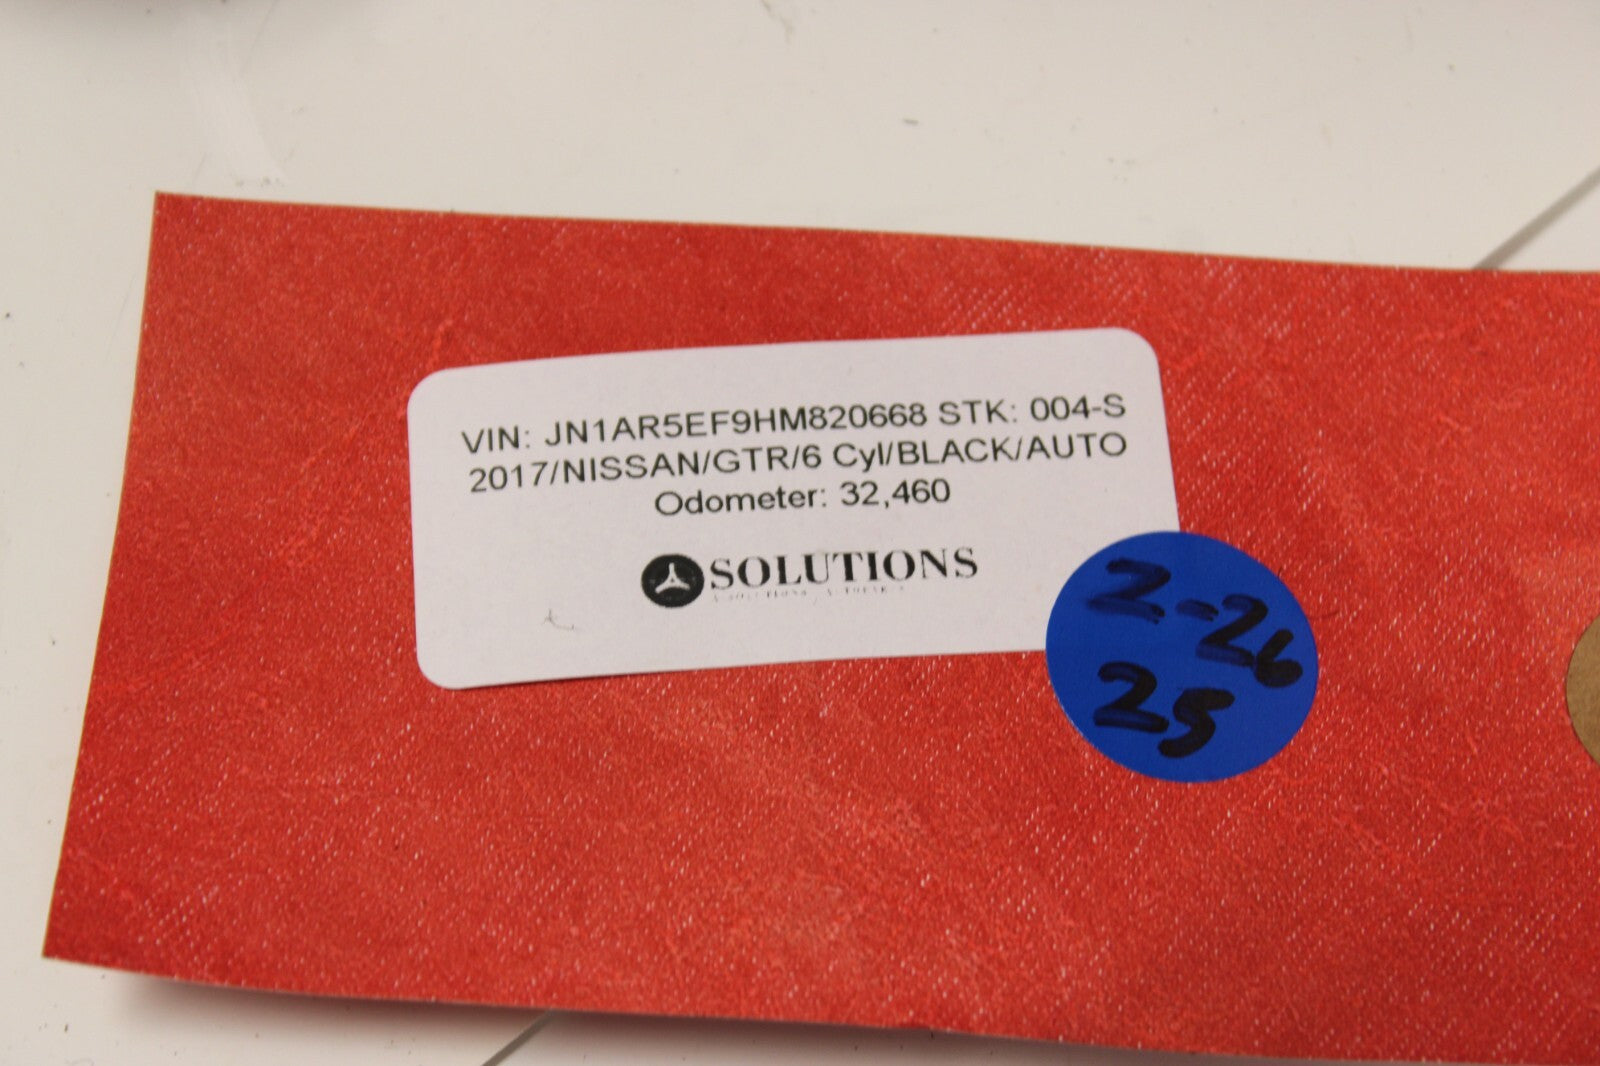 VIN: JN1AR5EF9HM820668 STK: 004-S
2017/NISSAN/GTR/6 Cyl/BLACK/AUTO
Odometer: 32,460
SOLUTIONS
2-26
25